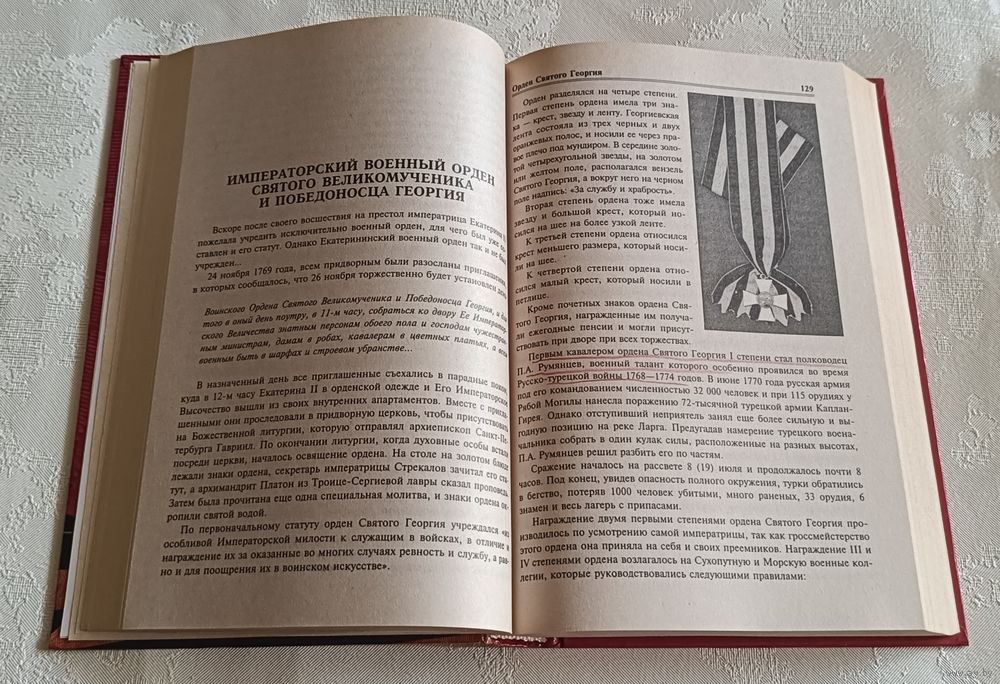 ИМПЕРАТОРСКИЙ ВОЕННЫЙ ОРДЕН
СВЯТОГО ВЕЛИКОМУЧЕНИКА
И ПОБЕДОНОСЦА ГЕОРГИЯ
Вскоре после своего восшествия на престол императрица Екатерина
пожелала учредить исключительно военный орден, для чего был уже
ставлен и его статут. Однако Екатерининский военный орден так и не был
учрежден...
24 ноября 1769 года, всем придворным были разосланы приглашения,
в которых сообщалось, что 26 ноября торжественно будет установлен день
Воинского Ордена Святого Великомученика и Победоносца Георгия, и для
того в оный день поутру, в 11-м часу, собраться ко двору Ее Император-
ского Величества знатным персонам обоего пола и господам чужестран-
ным министрам, дамам в робах, кавалерам в цветных платьях, а всем
военным быть в шарфах и строевом убранстве...
В назначенный день все приглашенные съехались в парадные покои,
куда в 12-м часу Екатерина II в орденской одежде и Его Императорское
Высочество вышли из своих внутренних апартаментов. Вместе с пригла-
шенными они проследовали в придворную церковь, чтобы присутствовать
на Божественной литургии, которую отправлял архиепископ Санкт-Пе-
тербурга Гавриил. По окончании литургии, когда духовные особы встали
посреди церкви, началось освящение ордена. На столе на золотом блюде
лежали знаки ордена, секретарь императрицы Стрекалов зачитал его ста-
тут, а архимандрит Платон из Троице-Сергиевой лавры сказал проповедь.
Затем была прочитана еще одна специальная молитва, и знаки ордена ок-
ропили святой водой.
По первоначальному статуту орден Святого Георгия учреждался «из
особливой Императорской милости к служащим в войсках, в отличие и
награждение их за оказанные во многих случаях ревность и службу, а рав-
но и для поощрения их в воинском искусстве».
Орден Святого Георгия
129
Орден разделялся на четыре степени.
Первая степень ордена имела три зна-
ка — крест, звезду и ленту. Георгиевская
лента состояла из трех черных и двух
оранжевых полос, и носили ее через пра-
вое плечо под мундиром. В середине золо-
той четырехугольной звезды, на золотом
или желтом поле, располагался вензель
Святого Георгия, а вокруг него на черном
поле надпись: «За службу и храбрость».
Вторая степень ордена тоже имела
звезду и большой крест, который но-
сился на шее на более узкой ленте.
К третьей степени ордена относился
крест меньшего размера, который носи-
ли на шее.
К четвертой степени ордена отно-
сился малый крест, который носили в
петлице.
Кроме почетных знаков ордена Свя-
того Георгия, награжденные им получа-
ли ежегодные пенсии и могли присут-
ствовать при дворе при всех торжествах.
Первым кавалером ордена Святого Георгия I степени стал полководец
П.А. Румянцев, военный талант которого особенно проявился во время
Русско-турецкой войны 1768—1774 годов. В июне 1770 года русская армия
под его командованием численностью 32 000 человек и при 115 орудиях у
Рябой Могилы нанесла поражению 72-тысячной турецкой армии Каплан-
Гирея. Однако отступивший неприятель занял еще более сильную и вы-
годную позицию на реке Ларга. Предугадав намерение турецкого воена-
чальника собрать в один кулак силы, расположенные на разных высотах,
П.А. Румянцев решил разбить его по частям.
Сражение началось на рассвете 8 (19) июля и продолжалось почти 8
часов. Под конец, увидев опасность полного окружения, турки обратились
в бегство, потеряв 1000 человек убитыми, много раненых, 33 орудия, 6
знамен и весь лагерь с припасами.
Награждение двумя первыми степенями ордена Святого Георгия про-
изводилось по усмотрению самой императрицы, так как гроссмейстерство
этого ордена она приняла на себя и своих преемников. Награждение III и
IV степенями ордена возлагалось на Сухопутную и Морскую военные кол-
легии, которые руководствовались следующими правилами: